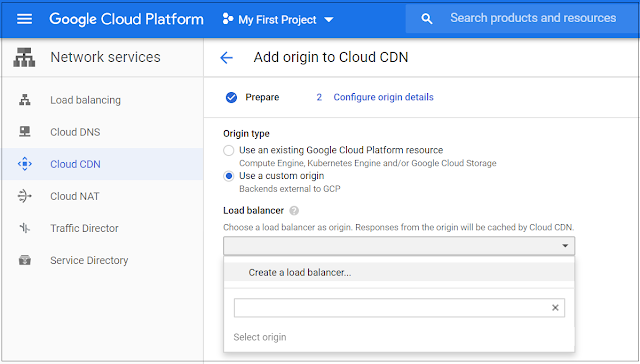 Google Cloud Platform
My First Project
Search products and resources
Network services
Load balancing
Cloud DNS
Cloud CDN
Cloud NAT
Traffic Director
Service Directory
Add origin to Cloud CDN
Prepare
2 Configure origin details
Origin type
Use an existing Google Cloud Platform resource
Compute Engine, Kubernetes Engine and/or Google Cloud Storage
Use a custom origin
Backends external to GCP
Load balancer ?
Choose a load balancer as origin. Responses from the origin will be cached by Cloud CDN.
Create a load balancer...
Select origin